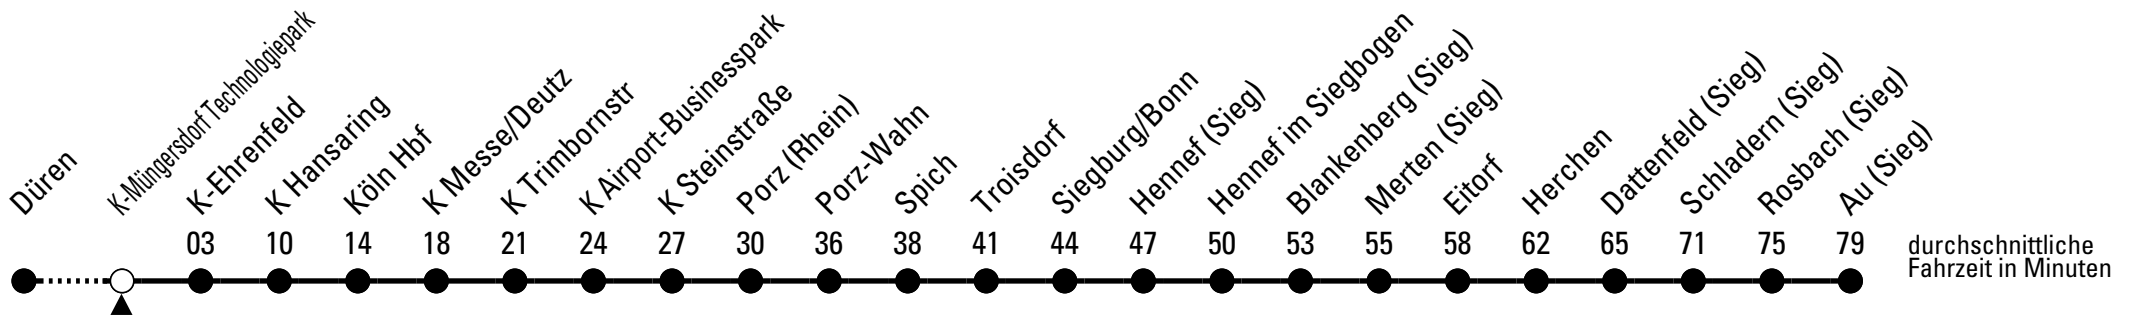 Düren
K-Müngersdorf Technologiepark
K-Ehrenfeld
K Hansaring
Köln Hbf
K Messe/Deutz
K Trimbornstr
K Airport-Businesspark
K Steinstraße
Porz (Rhein)
Porz-Wahn
Spich
Troisdorf
Siegburg/Bonn
Hennef (Sieg)
Hennef im Siegbogen
Blankenberg (Sieg)
Merten (Sieg)
Eitorf
Herchen
Dattenfeld (Sieg)
Schladern (Sieg)
Rosbach (Sieg)
Au (Sieg)
03 10 14 18 21 24 27 30 36 38 41 44 47 50 53 55 58 62 65 71 75 79
durchschnittliche
Fahrzeit in Minuten